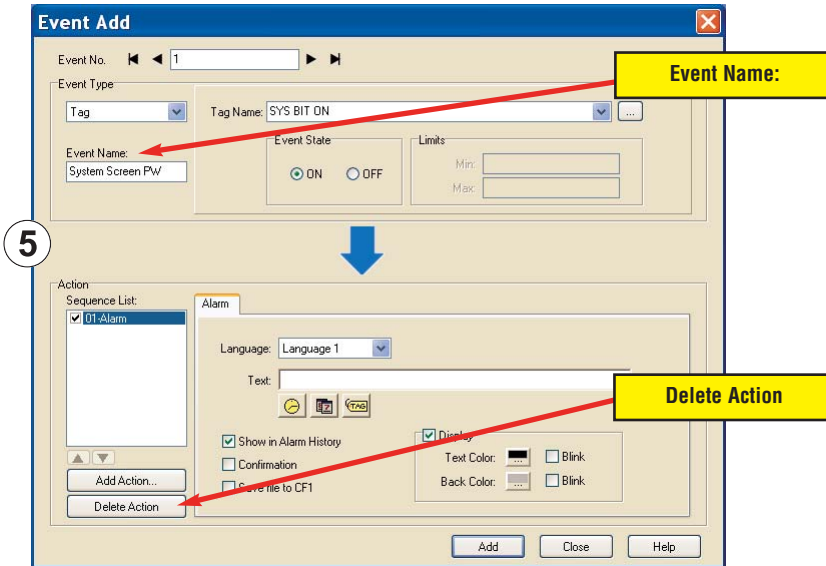 Event Add
Event No. 1
Event Name:
Event Type
Tag
Tag Name: SYS BIT ON ...
Event Name:
System Screen PW
Event State
ON OFF
Limits
Min:
Max:
5
Action
Sequence List:
01-Alarm
Alarm
Language: Language 1
Text:
TAG
Delete Action
Show in Alarm History
Confirmation
Save file to CF1
Display
Text Color: ... Blink
Back Color: ... Blink
Add Action...
Delete Action
Add Close Help